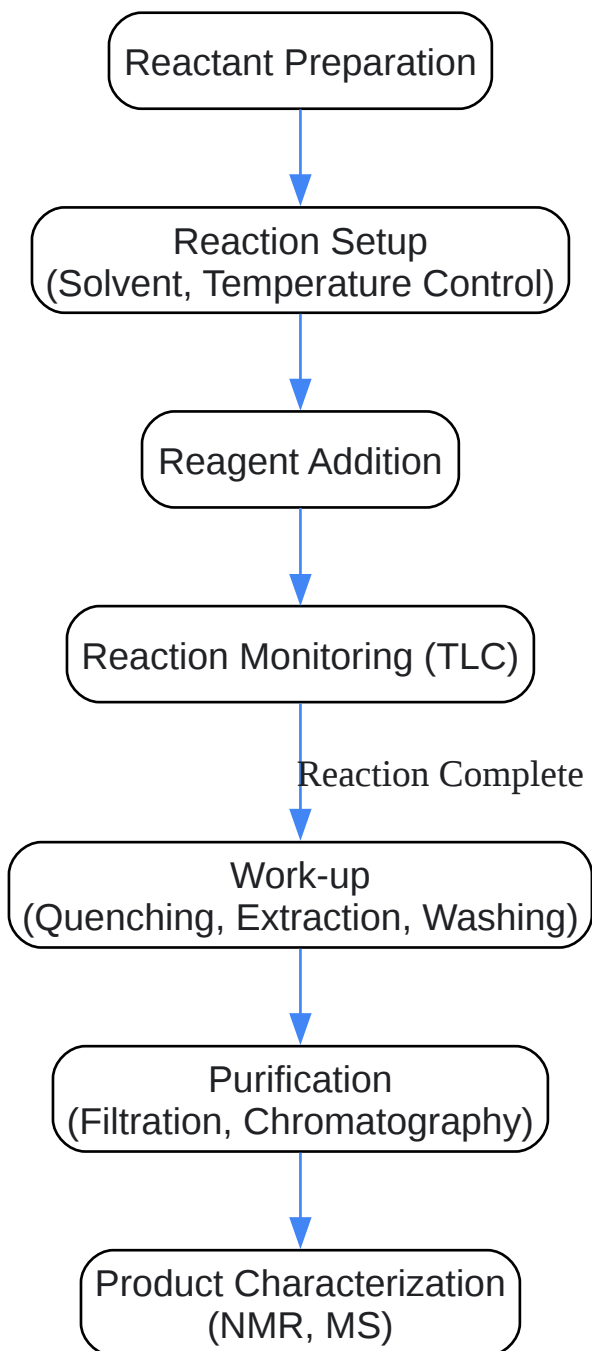 Reactant Preparation
Reaction Setup
(Solvent, Temperature Control)
Reagent Addition
Reaction Monitoring (TLC)
Reaction Complete
Work-up
(Quenching, Extraction, Washing)
Purification
(Filtration, Chromatography)
Product Characterization
(NMR, MS)